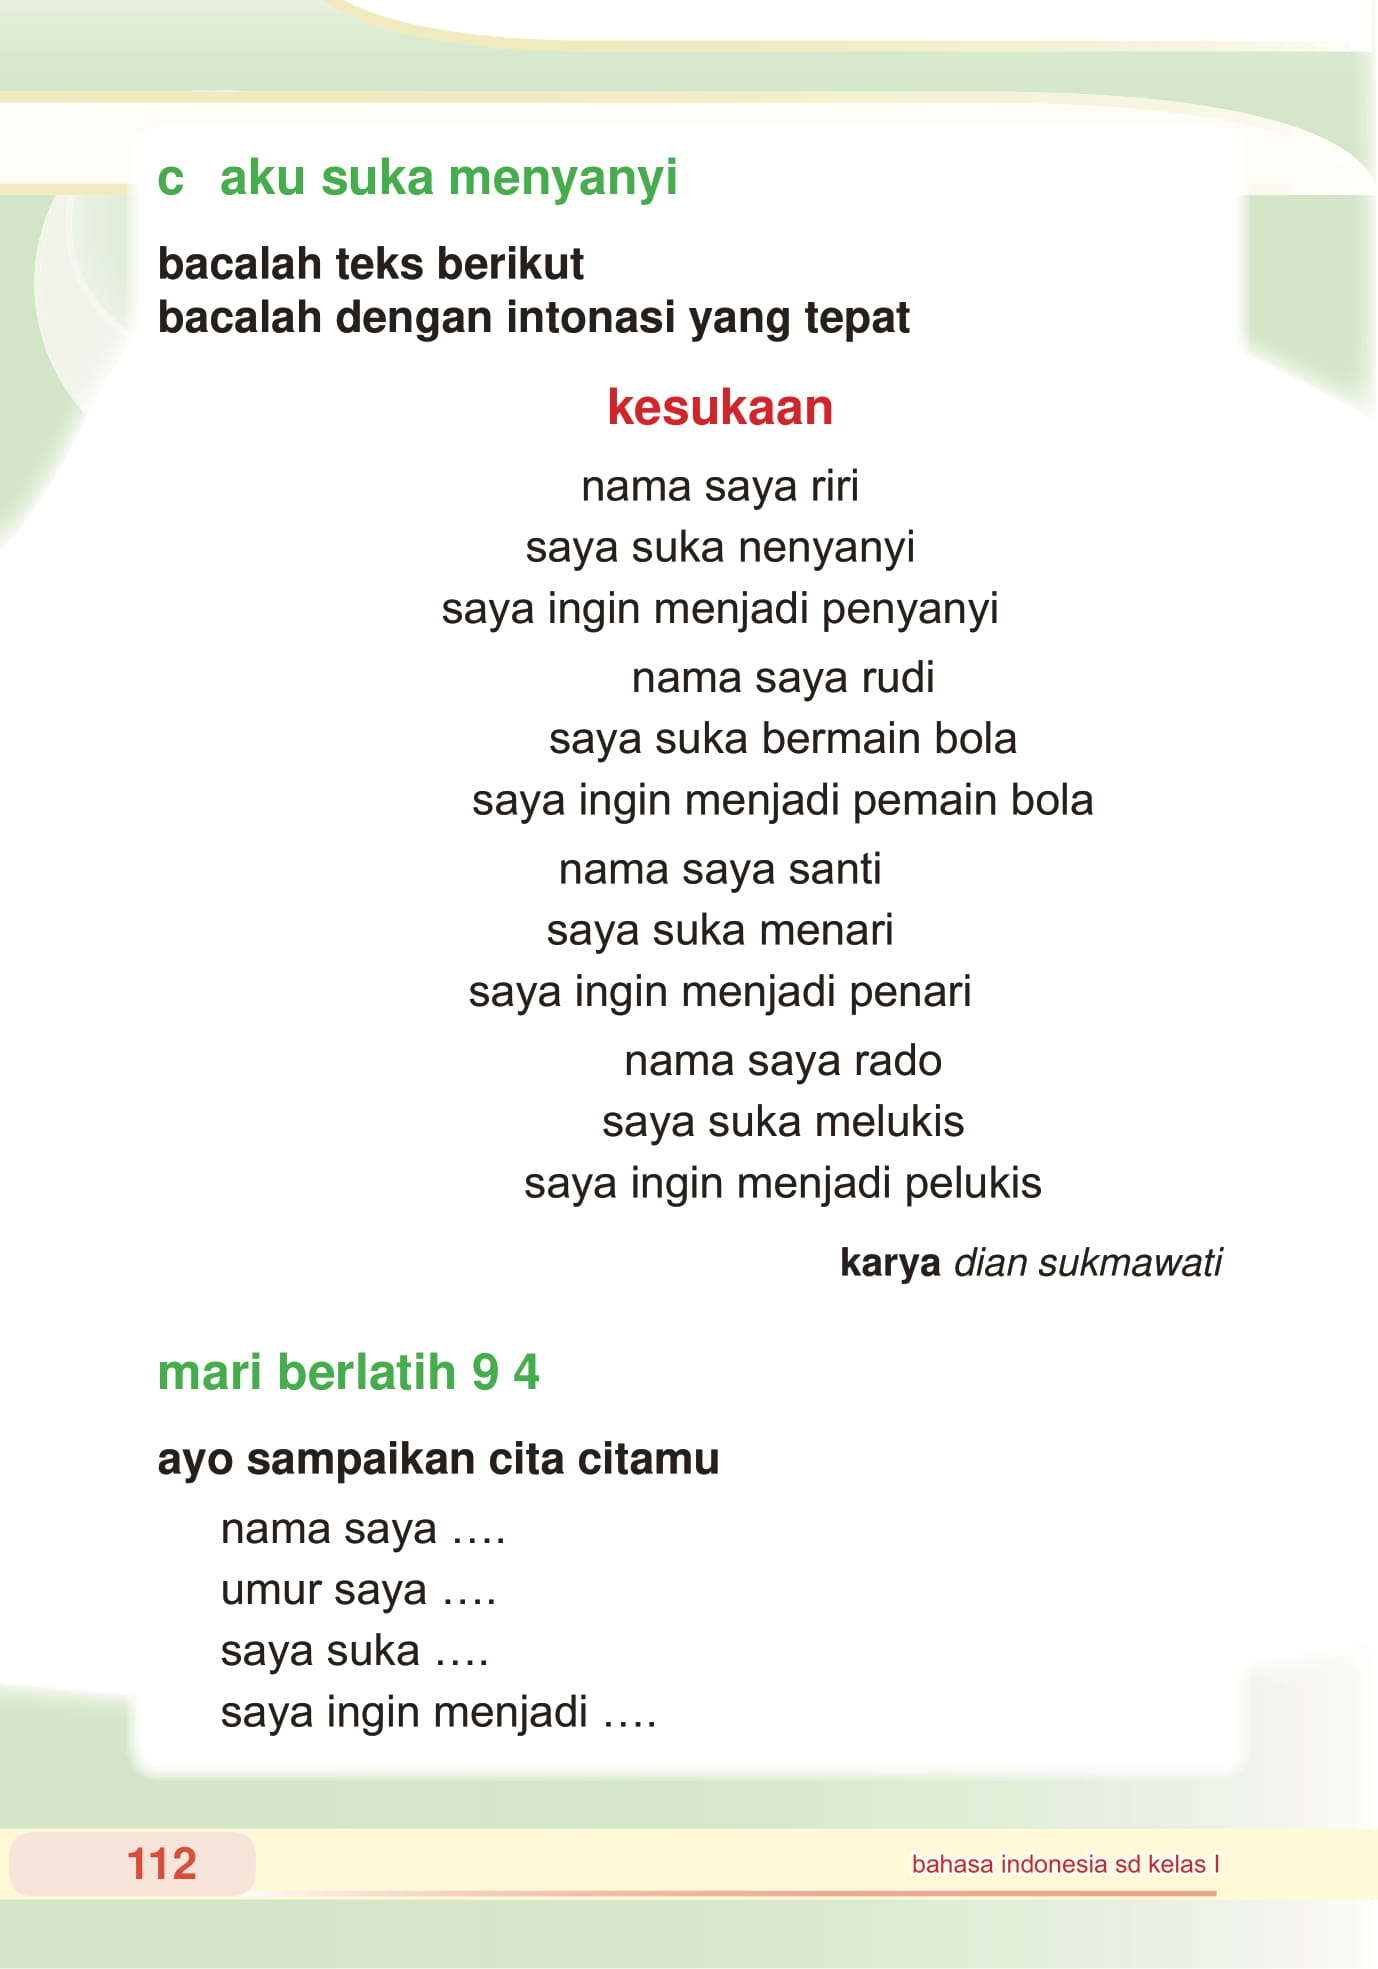 c aku suka menyanyi
bacalah teks berikut
bacalah dengan intonasi yang tepat
kesukaan
nama saya riri
saya suka nenyanyi
saya ingin menjadi penyanyi
nama saya rudi
saya suka bermain bola
saya ingin menjadi pemain bola
nama saya santi
saya suka menari
saya ingin menjadi penari
nama saya rado
saya suka melukis
saya ingin menjadi pelukis
karya dian sukmawati
mari berlatih 9 4
ayo sampaikan cita citamu
nama saya ....
umur saya ....
saya suka ....
saya ingin menjadi ....
112
bahasa indonesia sd kelas I